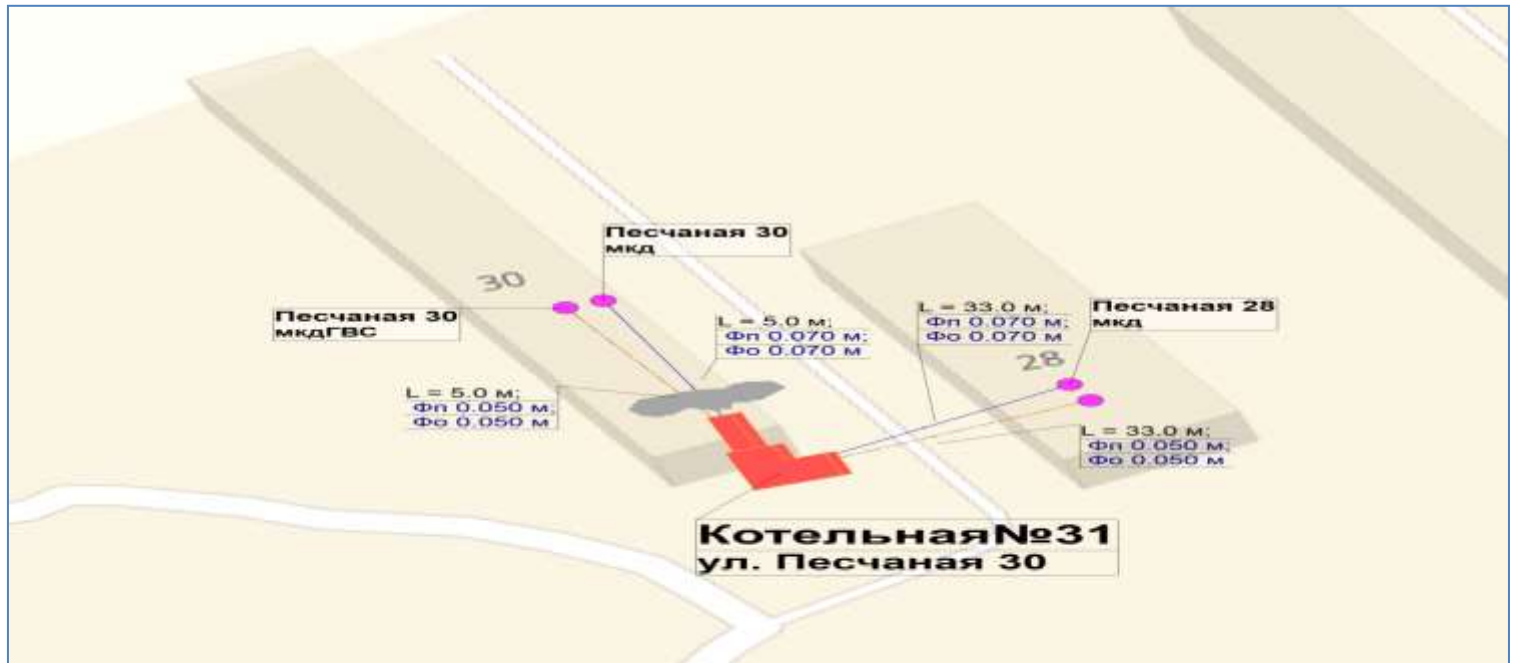 Песчаная 30
мкд
30
Песчаная 30
мкдГВС
L = 5.0 м;
Фп 0.070 м;
Фо 0.070 м
L = 33.0 м;
Фп 0.070 м;
Фо 0.070 м
Песчаная 28
мкд
28
L = 5.0 м;
Фп 0.050 м;
Фо 0.050 м
L = 33.0 м;
Фп 0.050 м;
Фо 0.050 м
Котельная№31
ул. Песчаная 30